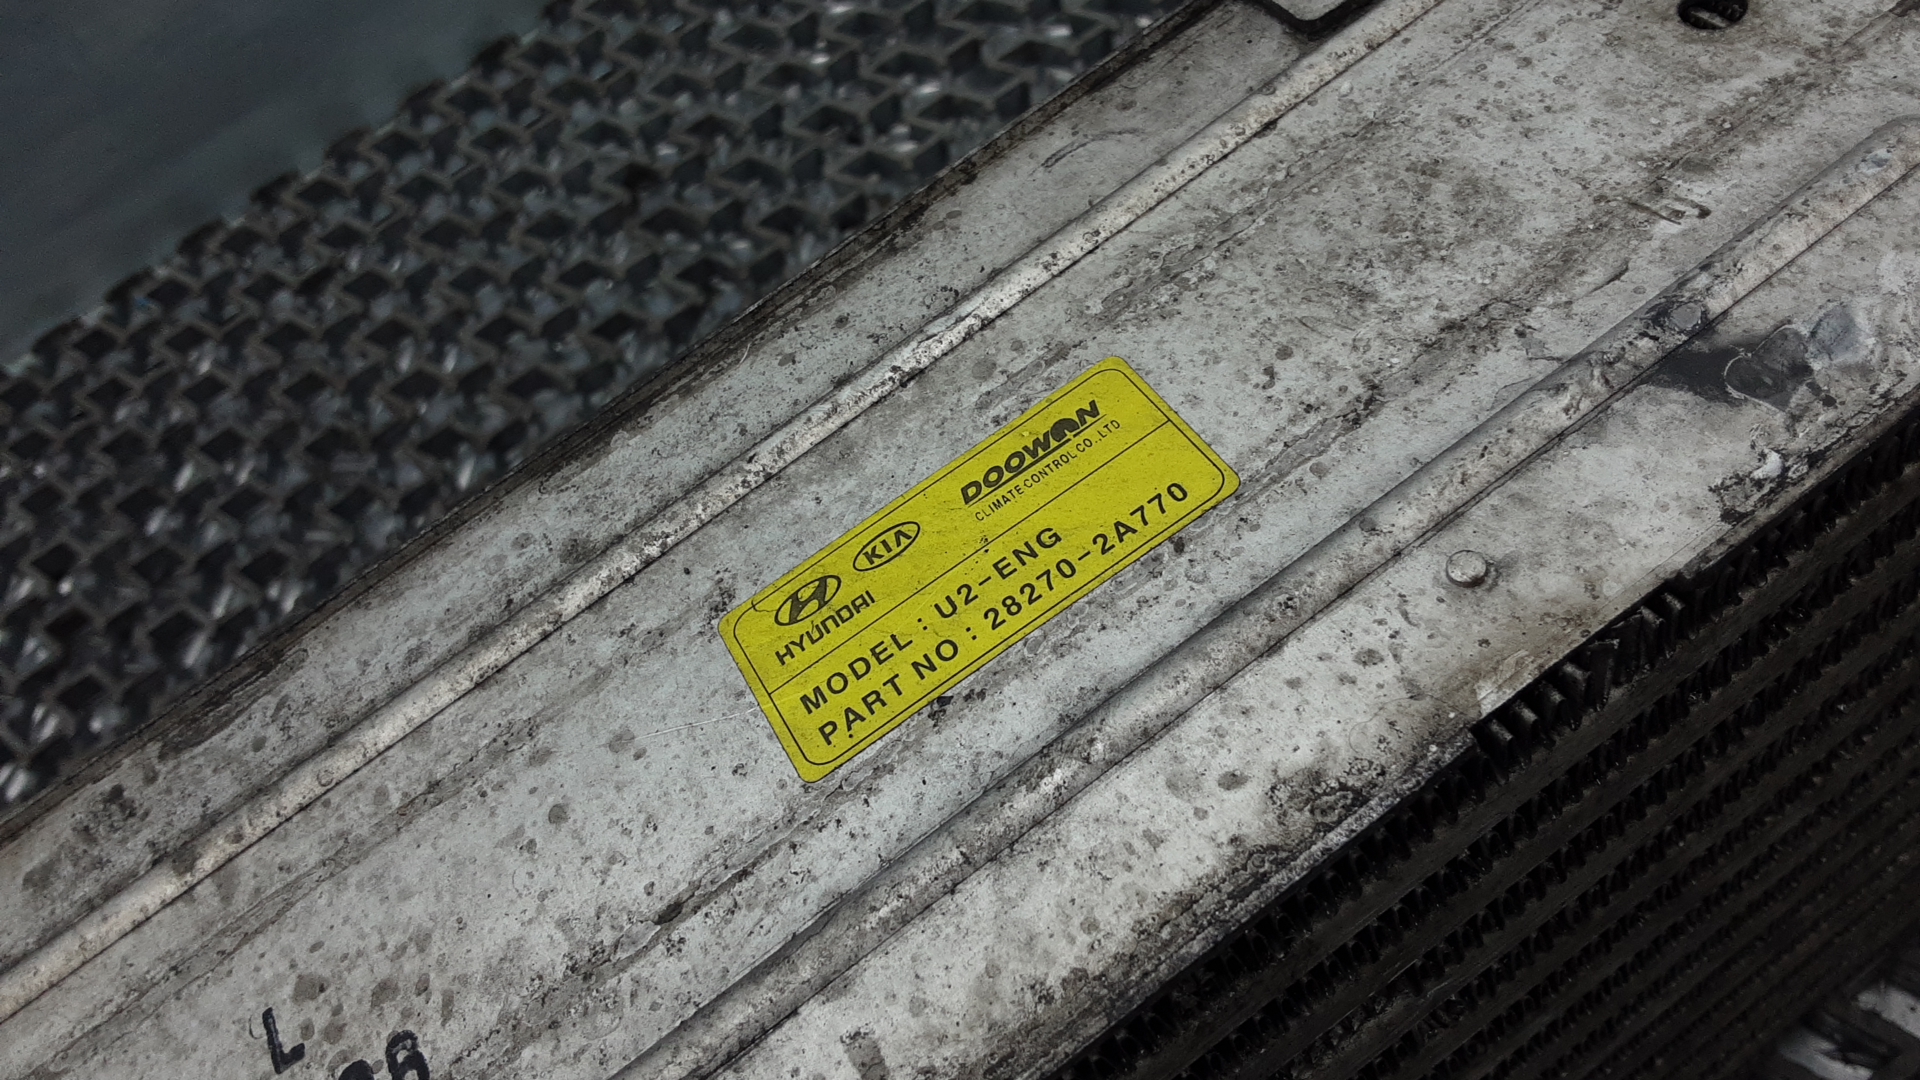 HYUNDAI KIA DOOWON
CLIMATE CONTROL CO.,LTD
MODEL : U2-ENG
PART NO : 28270-2A770
L